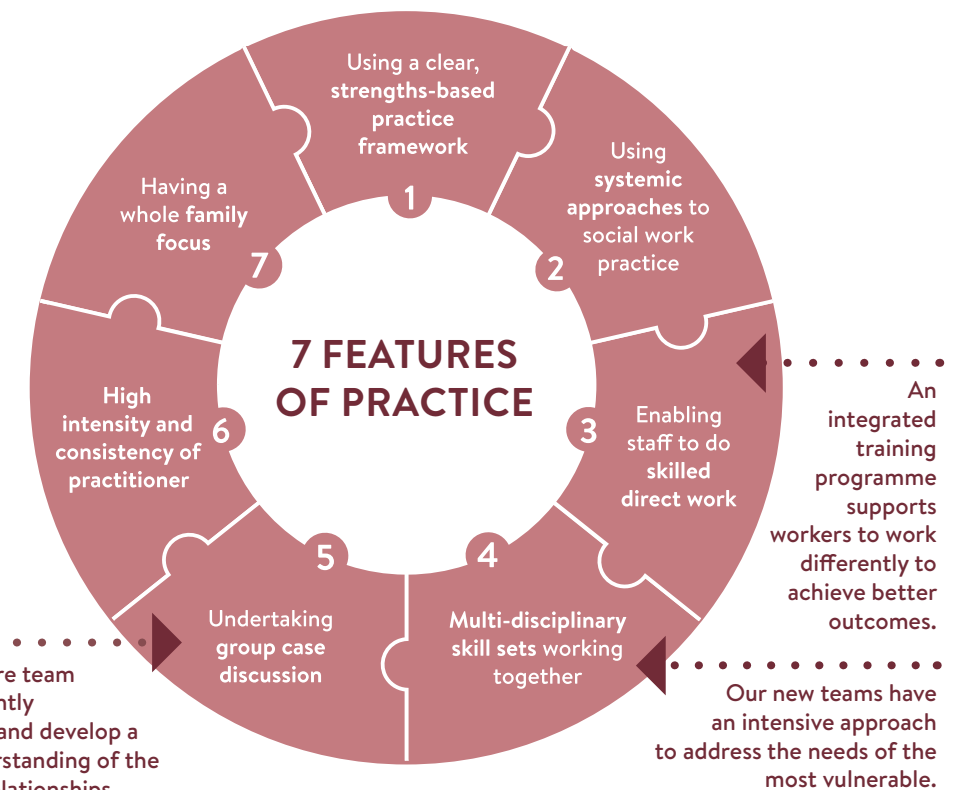 7 FEATURES
OF PRACTICE
Using a clear,
strengths-based
practice
framework
1
Using
systemic
approaches to
social work
practice
2
Enabling
staff to do
skilled
direct work
3
An
integrated
training
programme
supports
workers to work
differently to
achieve better
outcomes.
Multi-disciplinary
skill sets working
together
4
Our new teams have
an intensive approach
to address the needs of the
most vulnerable.
Undertaking
group case
discussion
5
team
and develop a
of the
High
intensity and
consistency of
practitioner
6
Having a
whole family
focus
7